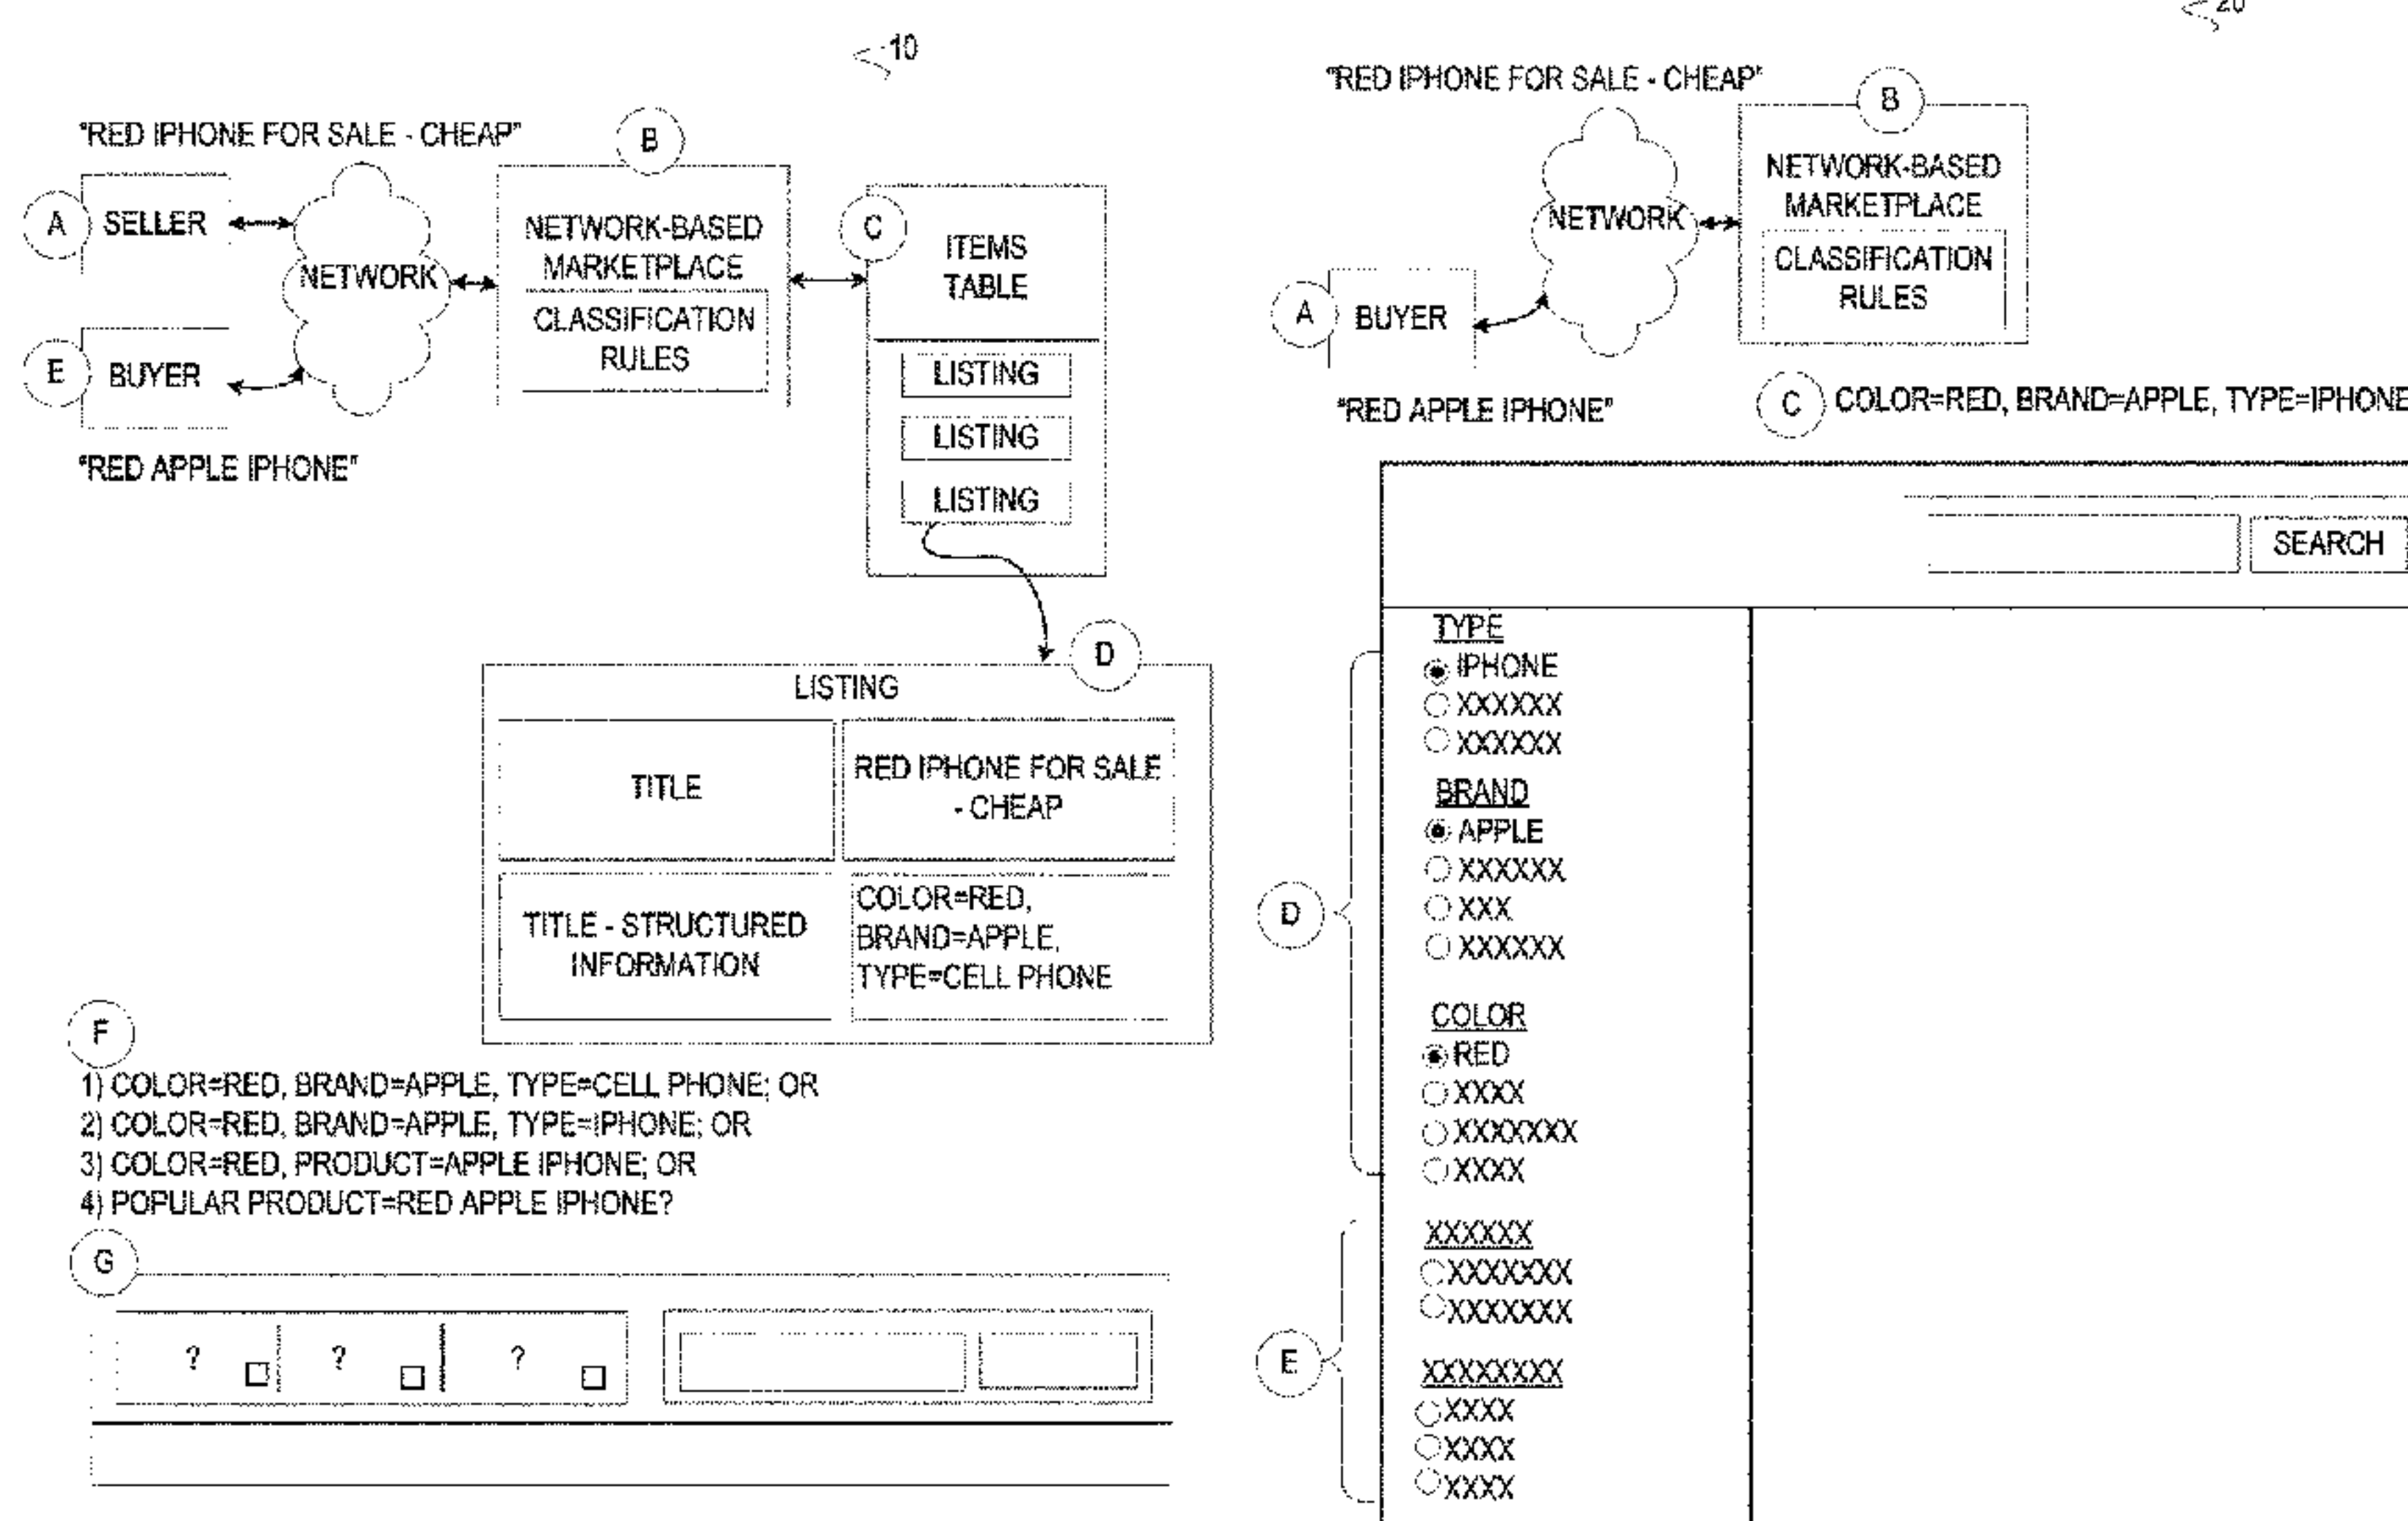 10
"RED IPHONE FOR SALE - CHEAP"
A
SELLER
NETWORK
B
NETWORK-BASED
MARKETPLACE
CLASSIFICATION
RULES
C
ITEMS
TABLE
LISTING
LISTING
LISTING
E
BUYER
"RED APPLE IPHONE"
D
LISTING
TITLE
RED IPHONE FOR SALE
- CHEAP
TITLE - STRUCTURED
INFORMATION
COLOR=RED,
BRAND=APPLE,
TYPE=CELL PHONE
F
1) COLOR=RED, BRAND=APPLE, TYPE=CELL PHONE; OR
2) COLOR=RED, BRAND=APPLE, TYPE=IPHONE; OR
3) COLOR=RED, PRODUCT=APPLE IPHONE; OR
4) POPULAR PRODUCT=RED APPLE IPHONE?
G
? ? ?
20
"RED IPHONE FOR SALE - CHEAP"
B
NETWORK-BASED
MARKETPLACE
CLASSIFICATION
RULES
NETWORK
A
BUYER
"RED APPLE IPHONE"
C
COLOR=RED, BRAND=APPLE, TYPE=IPHONE
SEARCH
D
TYPE
IPHONE
XXXXXX
XXXXXX
BRAND
APPLE
XXXXXX
XXX
XXXXXX
COLOR
RED
XXXX
XXXXXXX
XXXX
E
XXXXXX
XXXXXXX
XXXXXXX
XXXXXXXX
XXXX
XXXX
XXXX